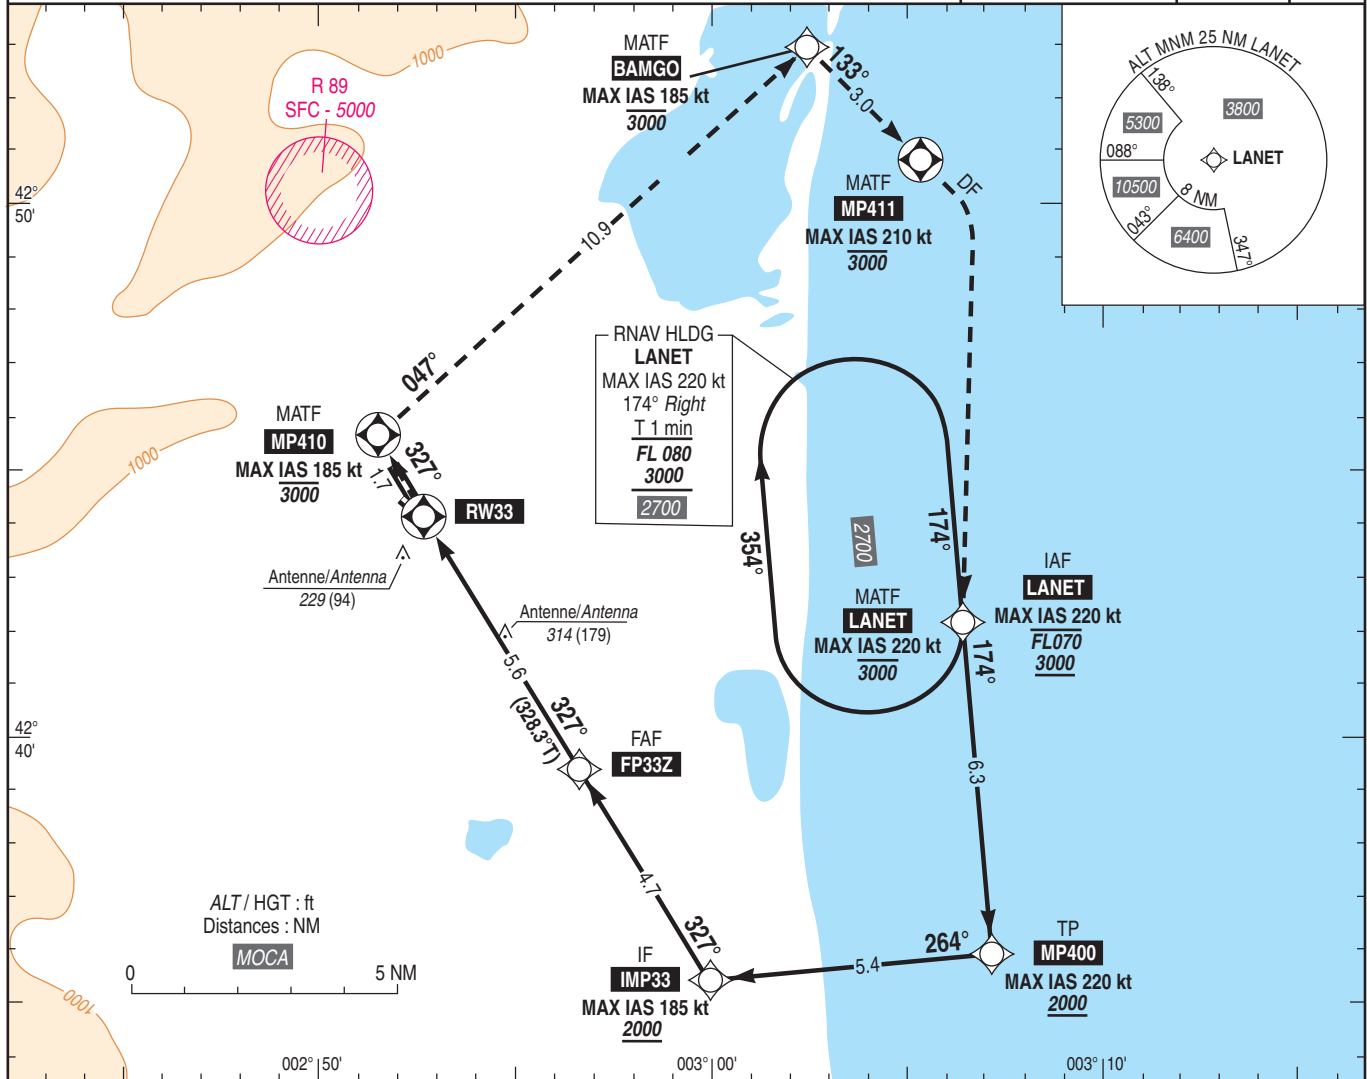 1000
R 89
SFC - 5000
MATF
BAMGO
MAX IAS 185 kt
3000
133°
3.0
ALT MNM 25 NM LANET
138°
5300
3800
088°
LANET
10500
8 NM
043°
6400
347°
42°
50'
MATF
MP411
MAX IAS 210 kt
3000
DF
10.9
047°
RNAV HLDG
LANET
MAX IAS 220 kt
174° Right
T 1 min
FL 080
3000
2700
MATF
MP410
MAX IAS 185 kt
3000
1000
327°
1.7
RW33
354°
2700
174°
Antenne/Antenna
229 (94)
Antenne/Antenna
314 (179)
MATF
LANET
MAX IAS 220 kt
3000
IAF
LANET
MAX IAS 220 kt
FL070
3000
174°
5.6
327°
(328.3°T)
FAF
FP33Z
42°
40'
6.3
4.7
327°
ALT / HGT : ft
Distances : NM
MOCA
0
5 NM
1000
IF
IMP33
MAX IAS 185 kt
2000
5.4
264°
TP
MP400
MAX IAS 220 kt
2000
002° 50'
003° 00'
003° 10'